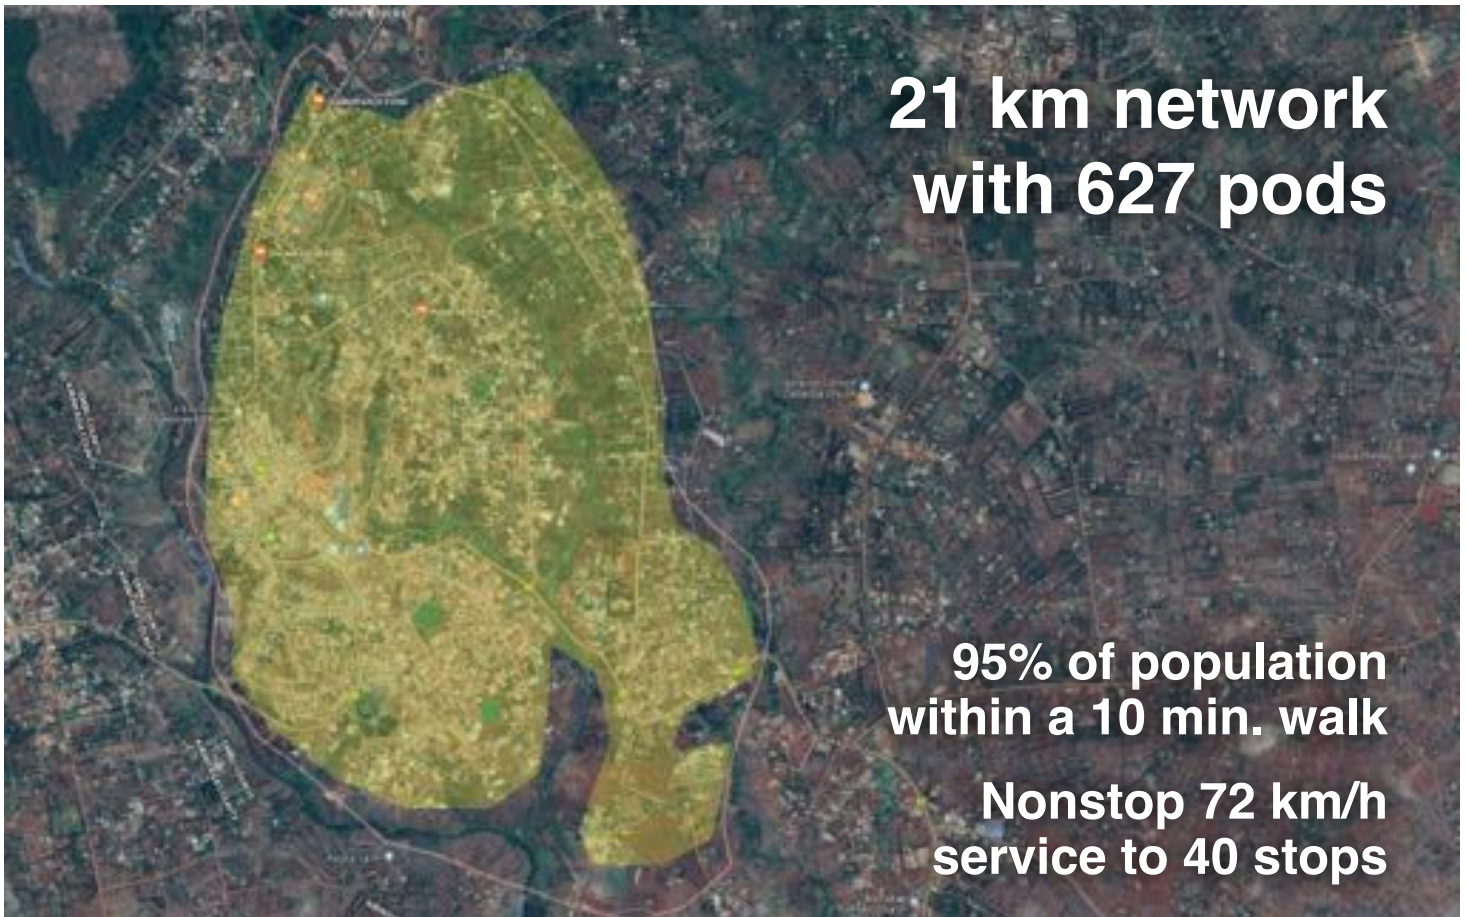 21 km network
with 627 pods
95% of population
within a 10 min. walk
Nonstop 72 km/h
service to 40 stops